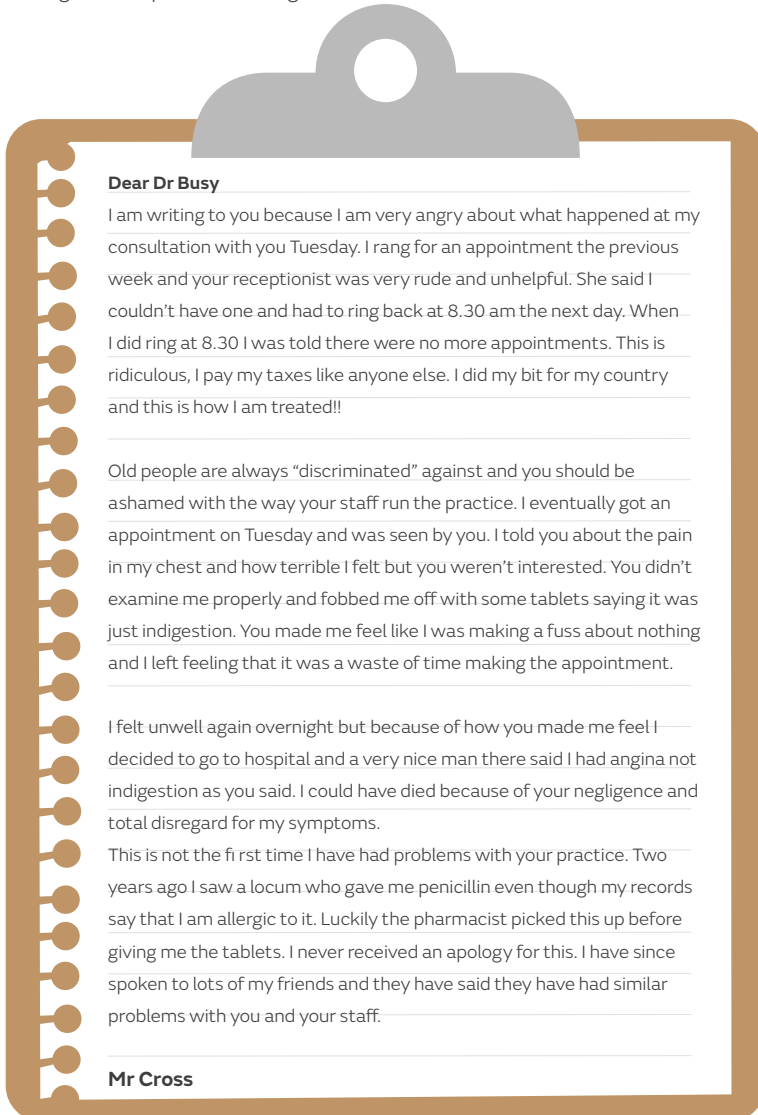 Dear Dr Busy
I am writing to you because I am very angry about what happened at my
consultation with you Tuesday. I rang for an appointment the previous
week and your receptionist was very rude and unhelpful. She said I
couldn’t have one and had to ring back at 8.30 am the next day. When
I did ring at 8.30 I was told there were no more appointments. This is
ridiculous, I pay my taxes like anyone else. I did my bit for my country
and this is how I am treated!!
Old people are always “discriminated” against and you should be
ashamed with the way your staff run the practice. I eventually got an
appointment on Tuesday and was seen by you. I told you about the pain
in my chest and how terrible I felt but you weren’t interested. You didn’t
examine me properly and fobbed me off with some tablets saying it was
just indigestion. You made me feel like I was making a fuss about nothing
and I left feeling that it was a waste of time making the appointment.
I felt unwell again overnight but because of how you made me feel I
decided to go to hospital and a very nice man there said I had angina not
indigestion as you said. I could have died because of your negligence and
total disregard for my symptoms.
This is not the fi rst time I have had problems with your practice. Two
years ago I saw a locum who gave me penicillin even though my records
say that I am allergic to it. Luckily the pharmacist picked this up before
giving me the tablets. I never received an apology for this. I have since
spoken to lots of my friends and they have said they have had similar
problems with you and your staff.
Mr Cross